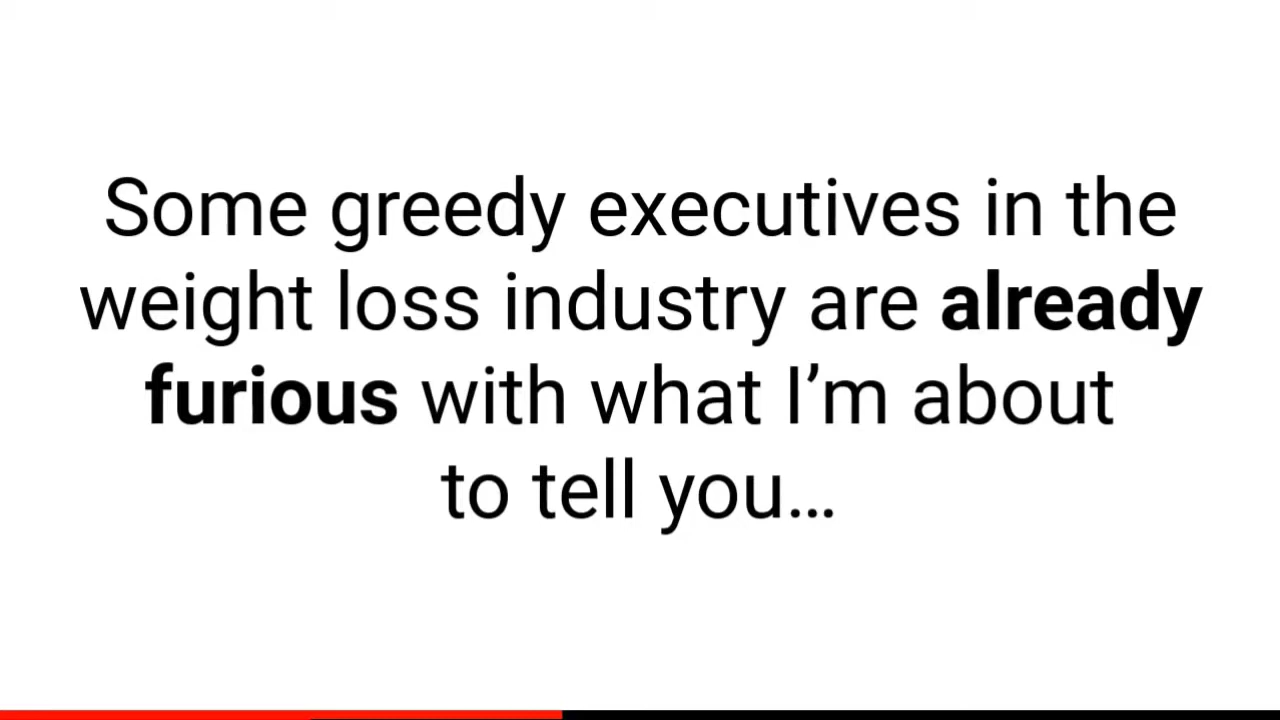 Some greedy executives in the
weight loss industry are already
furious with what I’m about
to tell you…